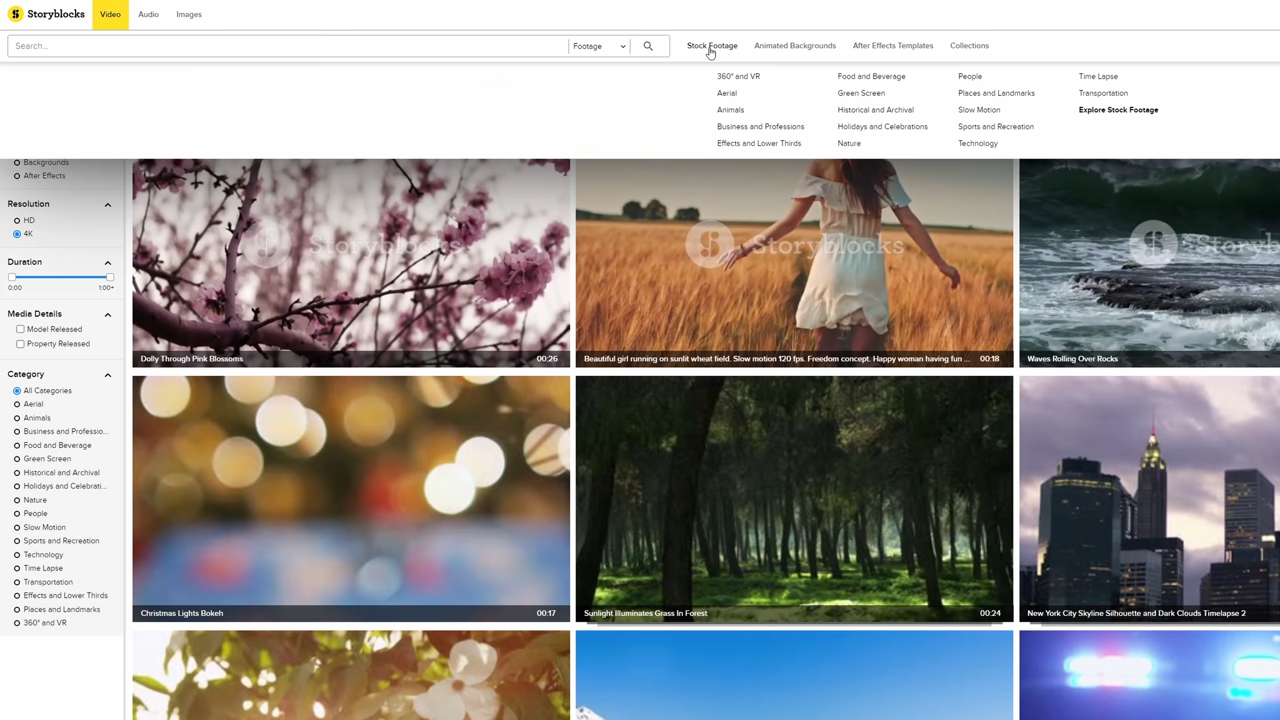 Storyblocks
Video
Audio
Images
Search...
Footage
Stock Footage
Animated Backgrounds
After Effects Templates
Collections
360° and VR
Aerial
Animals
Business and Professions
Effects and Lower Thirds
Food and Beverage
Green Screen
Historical and Archival
Holidays and Celebrations
Nature
People
Places and Landmarks
Slow Motion
Sports and Recreation
Technology
Time Lapse
Transportation
Explore Stock Footage
Backgrounds
After Effects
Resolution
HD
4K
Duration
0:00
1:00+
Media Details
Model Released
Property Released
Category
All Categories
Aerial
Animals
Business and Professio...
Food and Beverage
Green Screen
Historical and Archival
Holidays and Celebrati...
Nature
People
Slow Motion
Sports and Recreation
Technology
Time Lapse
Transportation
Effects and Lower Thirds
Places and Landmarks
360° and VR
Storyblocks
Dolly Through Pink Blossoms 00:26
Storyblocks
Beautiful girl running on sunlit wheat field. Slow motion 120 fps. Freedom concept. Happy woman having fun ... 00:18
Storyb
Waves Rolling Over Rocks
Christmas Lights Bokeh 00:17
Sunlight Illuminates Grass In Forest 00:24
New York City Skyline Silhouette and Dark Clouds Timelapse 2